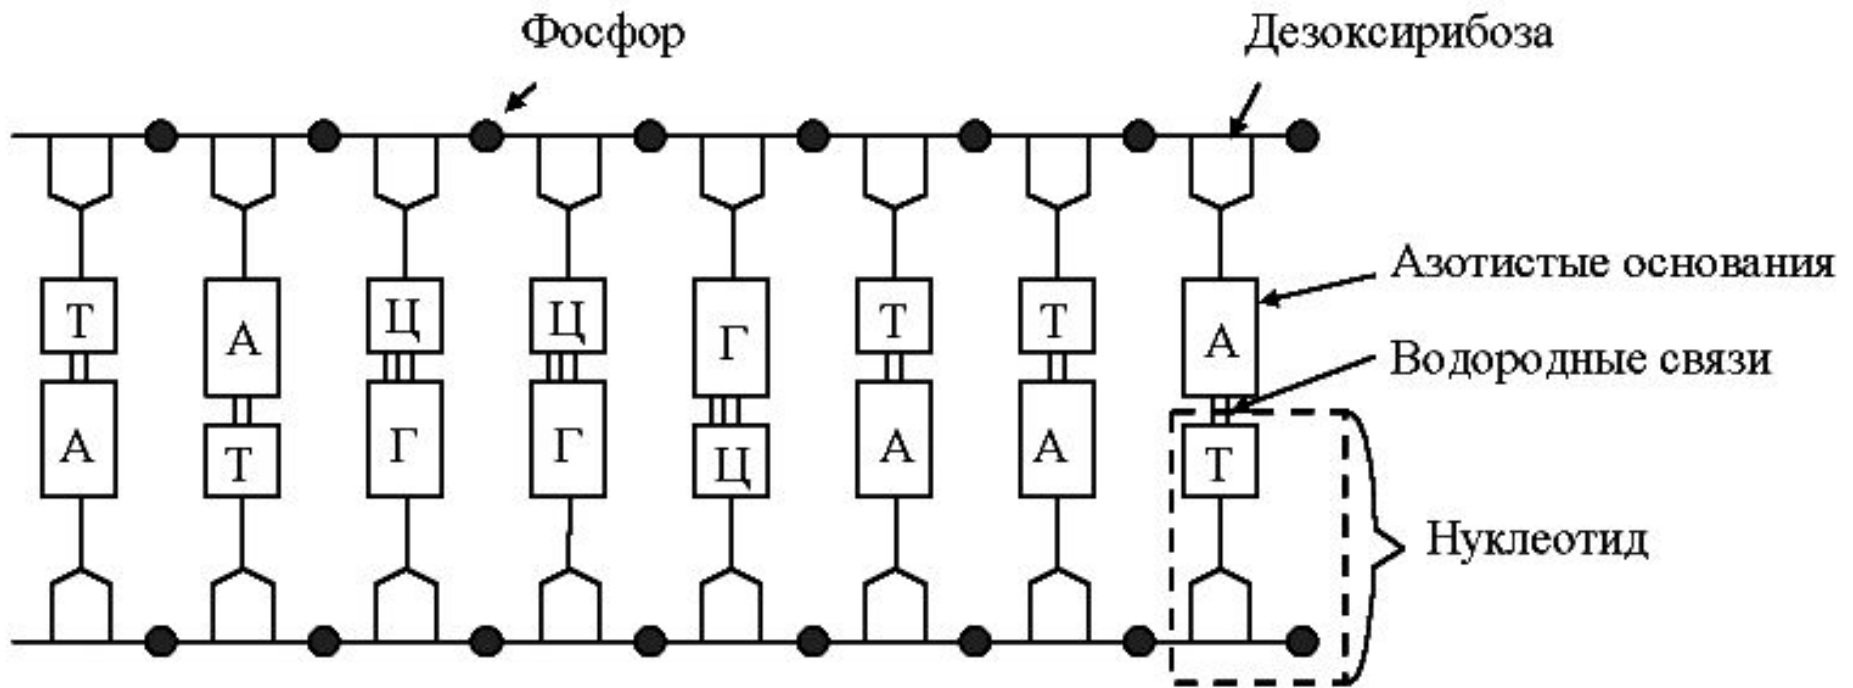 Фосфор
Дезоксирибоза
Азотистые основания
Т А Ц Ц Г Т Т А
Водородные связи
А Т Г Г Ц А А Т
Нуклеотид